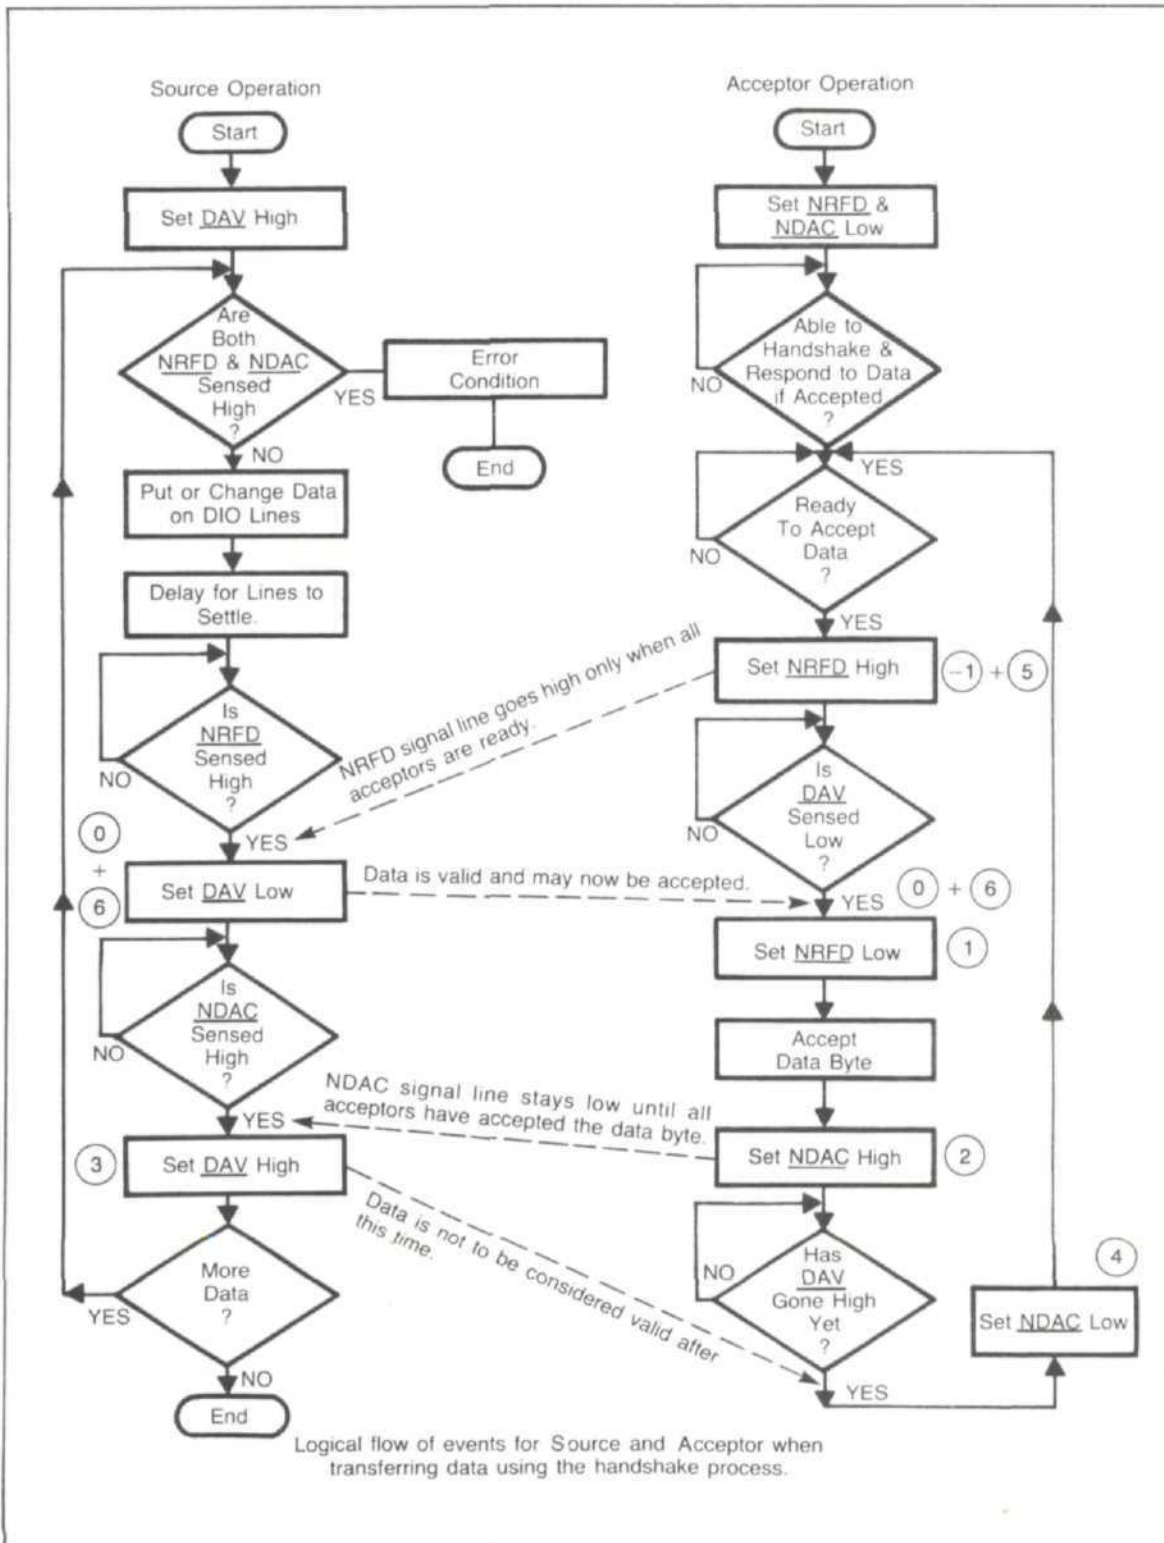 Source Operation
Start
Set DAV High
Are
Both
NRFD & NDAC
Sensed
High
?
YES
Error
Condition
End
NO
Put or Change Data
on DIO Lines
Delay for Lines to
Settle.
Is
NRFD
Sensed
High
?
NO
YES
0
+
6
Set DAV Low
Is
NDAC
Sensed
High
?
NO
YES
3
Set DAV High
More
Data
?
YES
NO
End
NRFD signal line goes high only when all
acceptors are ready.
Data is valid and may now be accepted.
NDAC signal line stays low until all
acceptors have accepted the data byte.
Data is not to be considered valid after
this time.
Acceptor Operation
Start
Set NRFD &
NDAC Low
Able to
Handshake &
Respond to Data
if Accepted
?
NO
YES
Ready
To Accept
Data
?
NO
YES
Set NRFD High
-1 + 5
Is
DAV
Sensed
Low
?
NO
YES
0 + 6
Set NRFD Low
1
Accept
Data Byte
Set NDAC High
2
Has
DAV
Gone High
Yet
?
NO
YES
4
Set NDAC Low
Logical flow of events for Source and Acceptor when
transferring data using the handshake process.